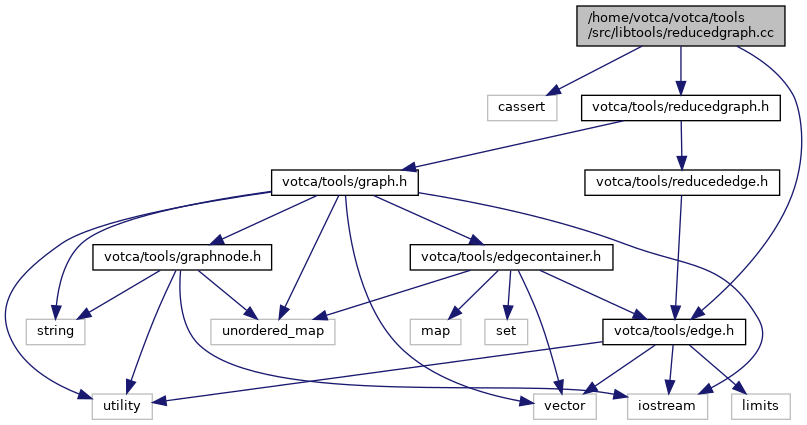 /home/votca/votca/tools
/src/libtools/reducedgraph.cc
cassert
votca/tools/reducedgraph.h
votca/tools/graph.h
votca/tools/reducededge.h
votca/tools/graphnode.h
votca/tools/edgecontainer.h
string
unordered_map
map
set
votca/tools/edge.h
utility
vector
iostream
limits